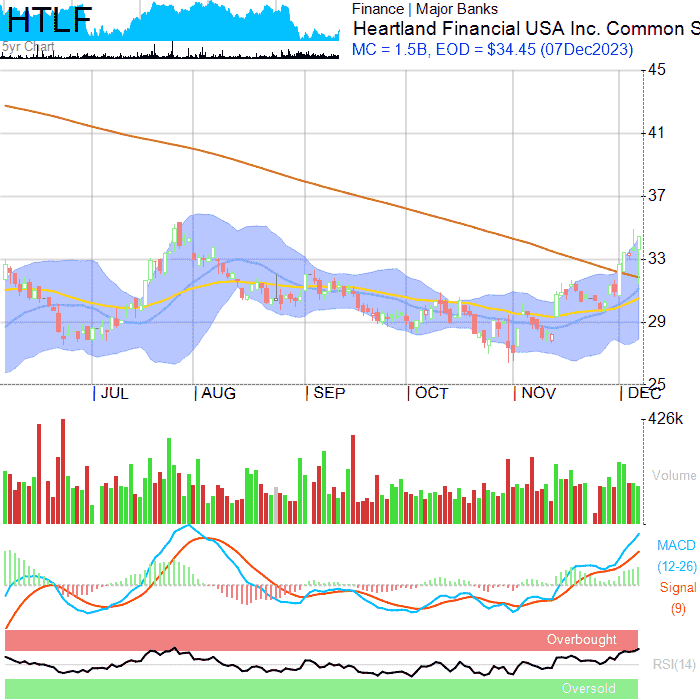 HTLF
5yr Chart
Finance | Major Banks
Heartland Financial USA Inc. Common S
MC = 1.5B, EOD = $34.45 (07Dec2023)
45
41
37
33
29
25
JUL AUG SEP OCT NOV DEC
426k
Volume
MACD
(12-26)
Signal
(9)
Overbought
RSI(14)
Oversold